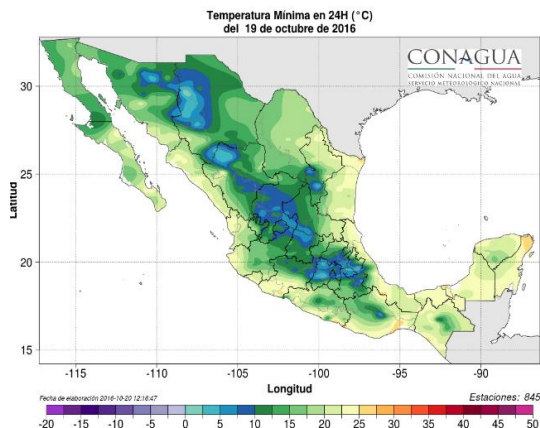 Temperatura Mínima en 24H (°C)
del 19 de octubre de 2016
CONAGUA
COMISIÓN NACIONAL DEL AGUA
SERVICIO METEOROLÓGICO NACIONAL
30
25
20
15
Latitud
-115 -110 -105 -100 -95 -90
Longitud
Fecha de elaboración 2016-10-20 12:16:47
Estaciones: 845
-20 -15 -10 -5 0 5 10 15 20 25 30 35 40 45 50